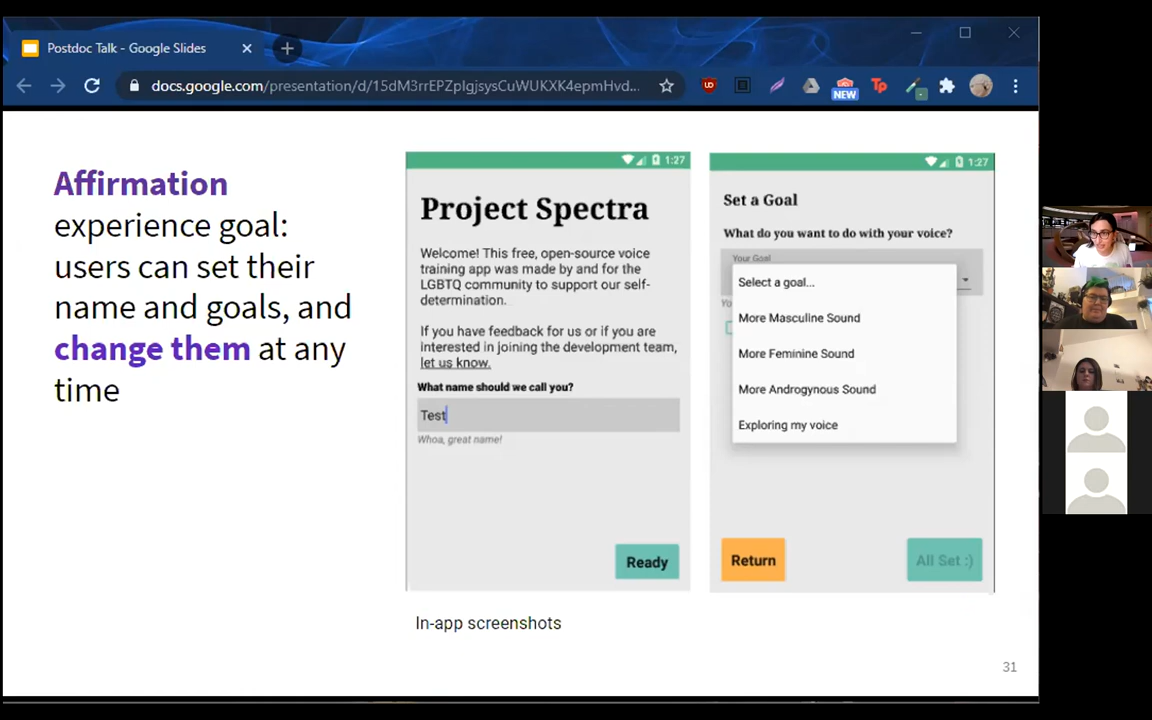 Postdoc Talk - Google Slides
docs.google.com/presentation/d/15dM3rrEPZpIgjsysCuWUKXK4epmHvd...
NEW
Tp
Affirmation
experience goal:
users can set their
name and goals, and
change them at any
time
1:27
Project Spectra
Welcome! This free, open-source voice
training app was made by and for the
LGBTQ community to support our self-
determination.
If you have feedback for us or if you are
interested in joining the development team,
let us know.
What name should we call you?
Test
Whoa, great name!
Ready
1:27
Set a Goal
What do you want to do with your voice?
Your Goal
Select a goal...
More Masculine Sound
More Feminine Sound
More Androgynous Sound
Exploring my voice
Return
All Set :)
In-app screenshots
31